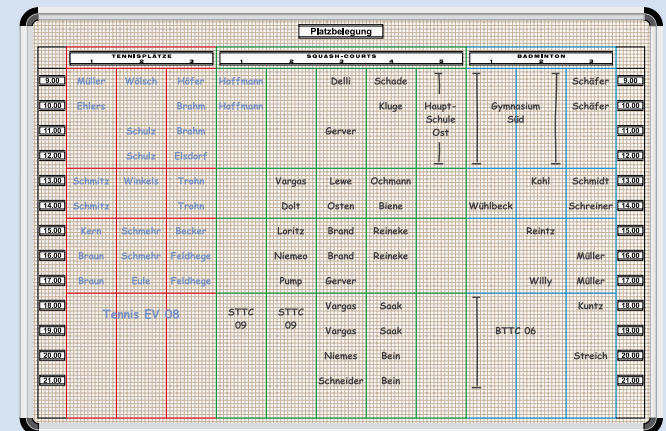 Platzbelegung
TENNISPLÄTZE SQUASH-COURTS BADMINTON
1 2 3 1 2 3 4 5 1 2 3
9.00 Müller Wölsch Höfer Hoffmann Delli Schade Schäfer 9.00
10.00 Ehlers Brahm Hoffmann Kluge Haupt- Gymnasium Schäfer 10.00
Schule Süd
11.00 Schulz Brahm Gerver Ost 11.00
12.00 Schulz Elsdorf 12.00
13.00 Schmitz Winkels Trahn Vargas Lewe Ochmann Kohl Schmidt 13.00
14.00 Schmitz Trahn Dolt Osten Biene Wühlbeck Schreiner 14.00
15.00 Kern Schmehr Becker Loritz Brand Reineke Reintz 15.00
16.00 Braun Schmehr Feldhege Niemeo Brand Reineke Müller 16.00
17.00 Braun Eule Feldhege Pump Gerver Willy Müller 17.00
18.00 Tennis EV 08 STTC STTC Vargas Saak Kuntz 18.00
09 09
19.00 Vargas Saak BTTC 06 19.00
20.00 Niemes Bein Streich 20.00
21.00 Schneider Bein 21.00